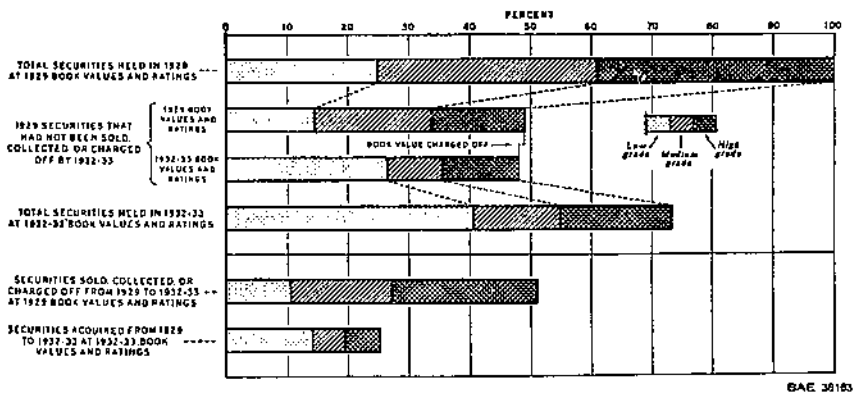 PERCENT
0 10 20 30 40 50 60 70 80 90 100
TOTAL SECURITIES HELD IN 1929
AT 1929 BOOK VALUES AND RATINGS
1929 SECURITIES THAT
HAD NOT BEEN SOLD,
COLLECTED, OR CHARGED
OFF BY 1932-33
1929 BOOK
VALUES AND
RATINGS
BOOK VALUE CHARGED OFF
1932-33 BOOK
VALUES AND
RATINGS
Low
grade
Medium
grade
High
grade
TOTAL SECURITIES HELD IN 1932-33
AT 1932-33 BOOK VALUES AND RATINGS
SECURITIES SOLD, COLLECTED, OR
CHARGED OFF FROM 1929 TO 1932-33
AT 1929 BOOK VALUES AND RATINGS
SECURITIES ACQUIRED FROM 1929
TO 1932-33 AT 1932-33 BOOK
VALUES AND RATINGS
BAE 38163